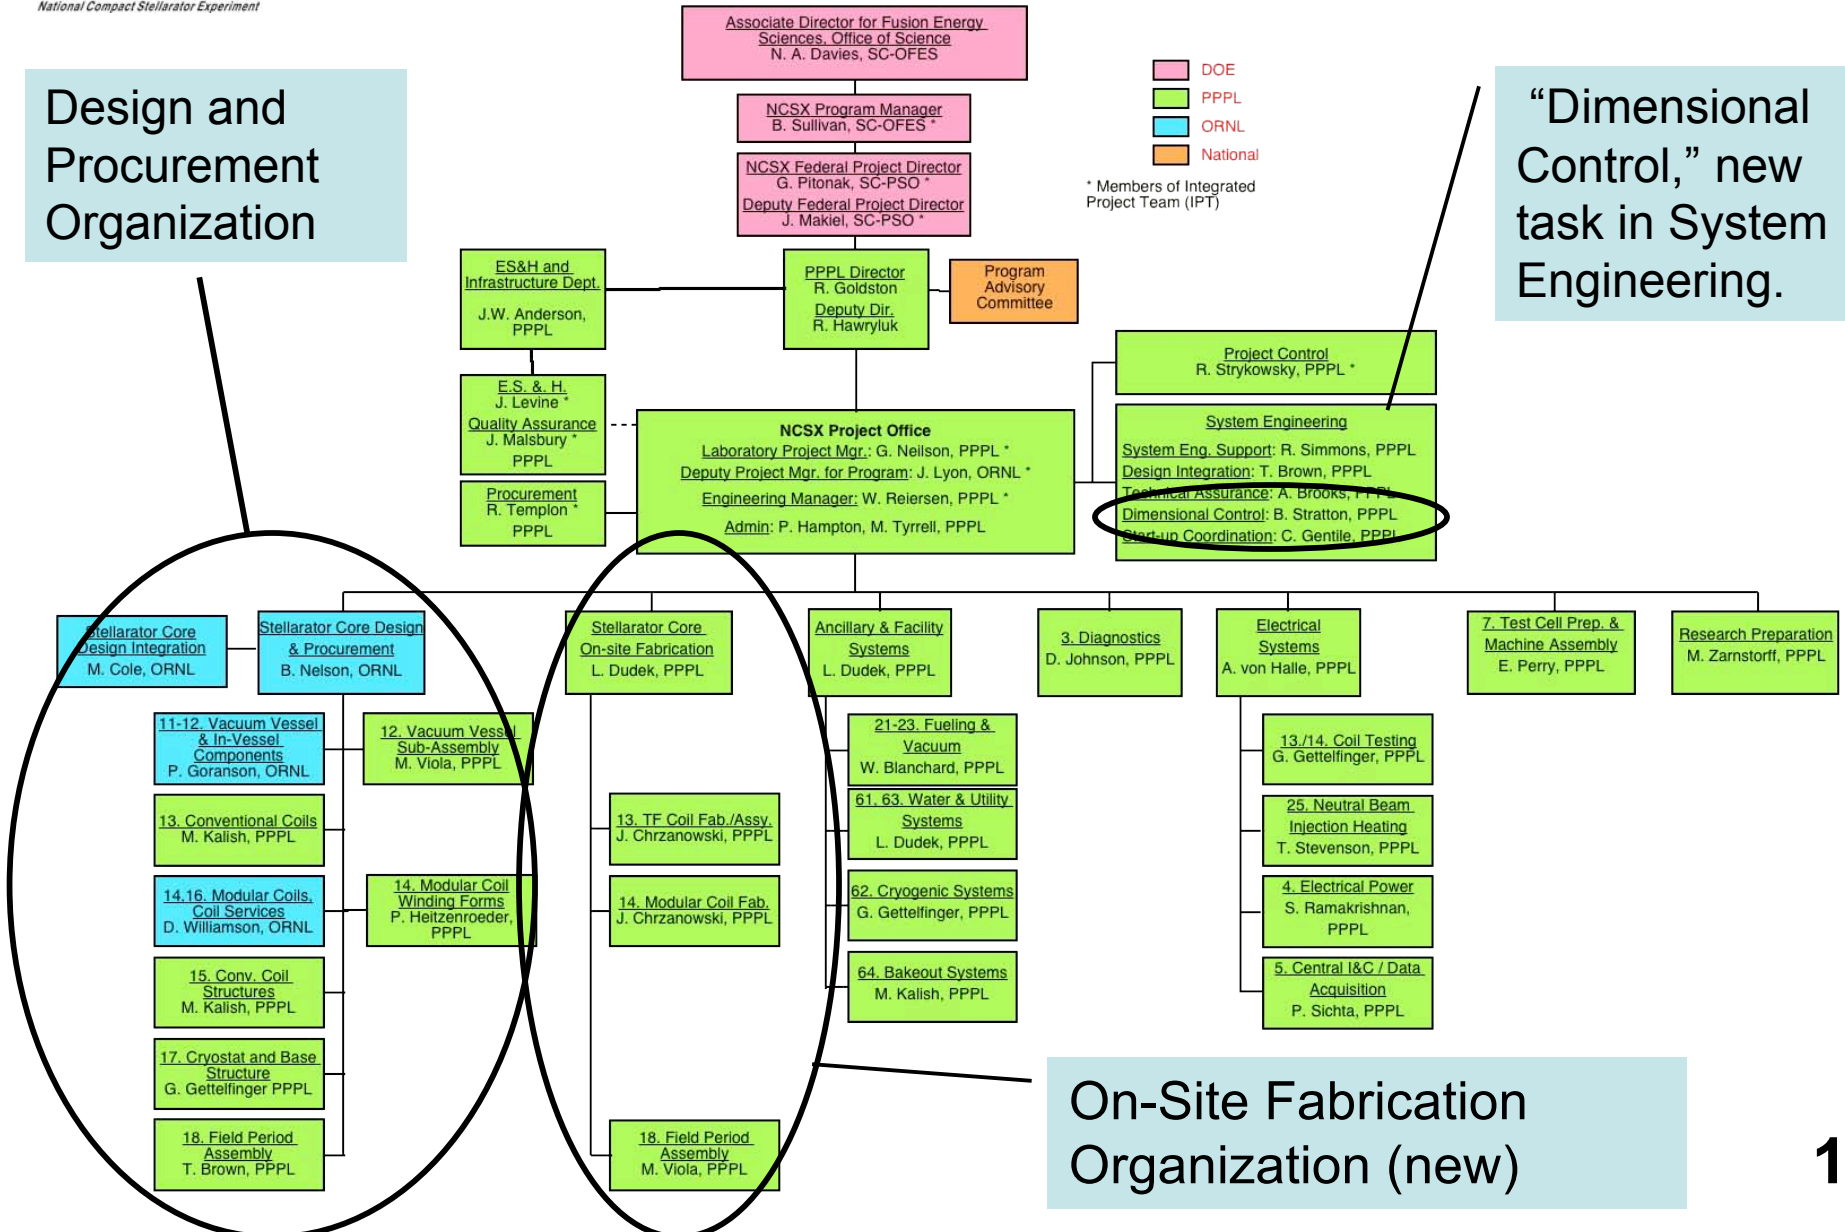 National Compact Stellarator Experiment
Associate Director for Fusion Energy
Sciences, Office of Science
N. A. Davies, SC-OFES
NCSX Program Manager
B. Sullivan, SC-OFES *
NCSX Federal Project Director
G. Pitonak, SC-PSO *
Deputy Federal Project Director
J. Makiel, SC-PSO *
DOE
PPPL
ORNL
National
* Members of Integrated
Project Team (IPT)
Design and
Procurement
Organization
“Dimensional
Control,” new
task in System
Engineering.
ES&H and
Infrastructure Dept.
J.W. Anderson,
PPPL
PPPL Director
R. Goldston
Deputy Dir.
R. Hawryluk
Program
Advisory
Committee
E.S. &. H.
J. Levine *
Quality Assurance
J. Malsbury *
PPPL
Procurement
R. Templon *
PPPL
NCSX Project Office
Laboratory Project Mgr.: G. Neilson, PPPL *
Deputy Project Mgr. for Program: J. Lyon, ORNL *
Engineering Manager: W. Reiersen, PPPL *
Admin: P. Hampton, M. Tyrrell, PPPL
Project Control
R. Strykowsky, PPPL *
System Engineering
System Eng. Support: R. Simmons, PPPL
Design Integration: T. Brown, PPPL
Technical Assurance: A. Brooks, PPPL
Dimensional Control: B. Stratton, PPPL
Start-up Coordination: C. Gentile, PPPL
Stellarator Core
Design Integration
M. Cole, ORNL
Stellarator Core Design
& Procurement
B. Nelson, ORNL
Stellarator Core
On-site Fabrication
L. Dudek, PPPL
Ancillary & Facility
Systems
L. Dudek, PPPL
3. Diagnostics
D. Johnson, PPPL
Electrical
Systems
A. von Halle, PPPL
7. Test Cell Prep. &
Machine Assembly
E. Perry, PPPL
Research Preparation
M. Zarnstorff, PPPL
11-12. Vacuum Vessel
& In-Vessel
Components
P. Goranson, ORNL
12. Vacuum Vessel
Sub-Assembly
M. Viola, PPPL
13. Conventional Coils
M. Kalish, PPPL
14,16. Modular Coils,
Coil Services
D. Williamson, ORNL
14. Modular Coil
Winding Forms
P. Heitzenroeder,
PPPL
15. Conv. Coil
Structures
M. Kalish, PPPL
17. Cryostat and Base
Structure
G. Gettelfinger PPPL
18. Field Period
Assembly
T. Brown, PPPL
13. TF Coil Fab./Assy.
J. Chrzanowski, PPPL
14. Modular Coil Fab.
J. Chrzanowski, PPPL
18. Field Period
Assembly
M. Viola, PPPL
21-23. Fueling &
Vacuum
W. Blanchard, PPPL
61, 63. Water & Utility
Systems
L. Dudek, PPPL
62. Cryogenic Systems
G. Gettelfinger, PPPL
64. Bakeout Systems
M. Kalish, PPPL
13./14. Coil Testing
G. Gettelfinger, PPPL
25. Neutral Beam
Injection Heating
T. Stevenson, PPPL
4. Electrical Power
S. Ramakrishnan,
PPPL
5. Central I&C / Data
Acquisition
P. Sichta, PPPL
On-Site Fabrication
Organization (new)
1